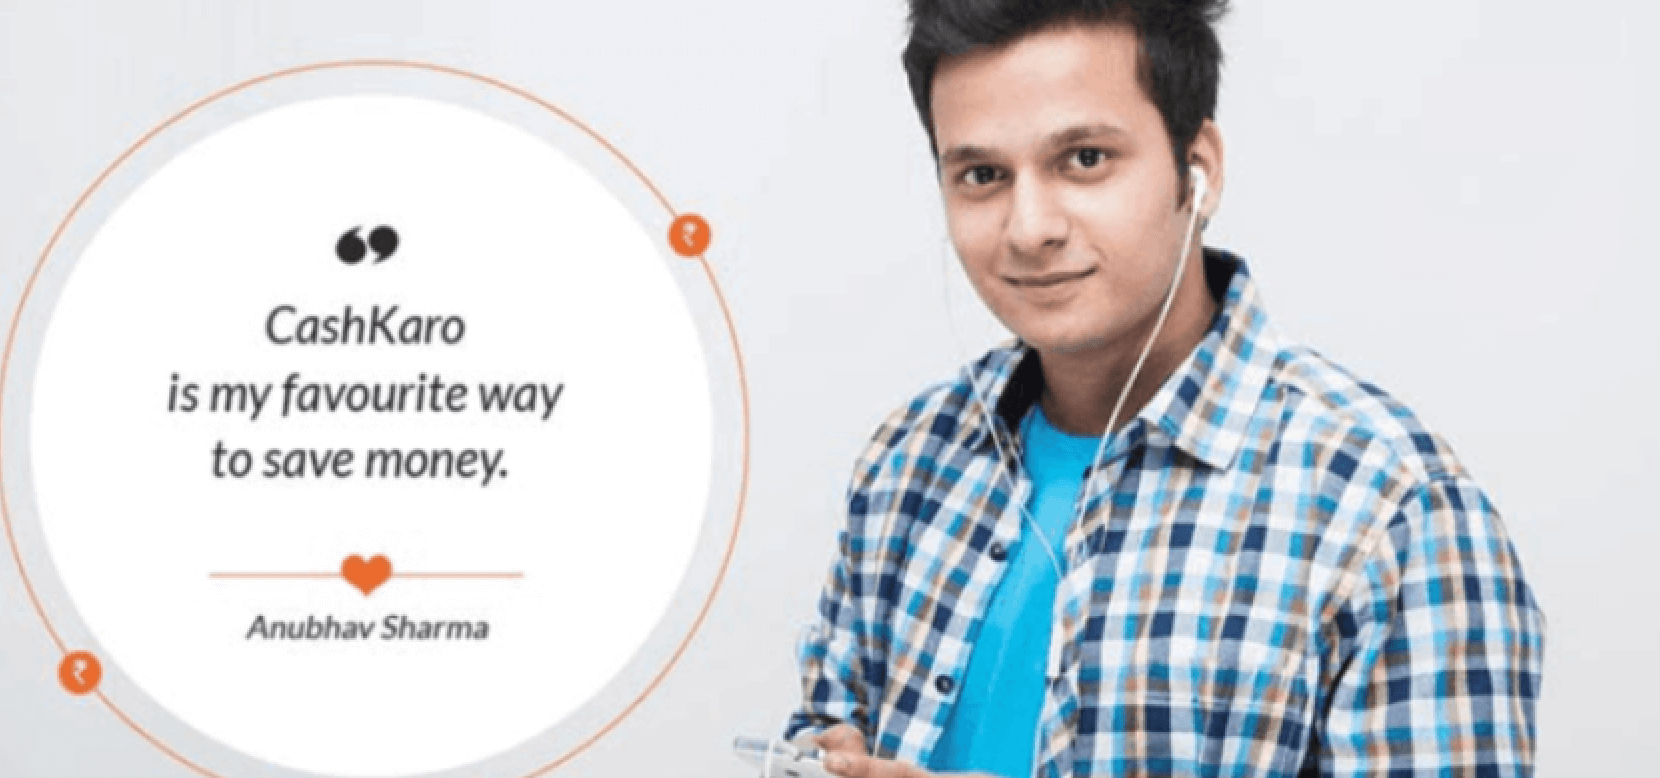 ❝
CashKaro
is my favourite way
to save money.
Anubhav Sharma
₹
₹